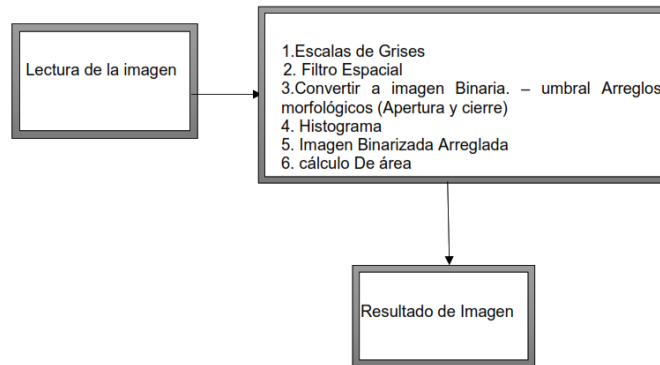 Lectura de la imagen
1.Escalas de Grises
2. Filtro Espacial
3.Convertir a imagen Binaria. – umbral Arreglos
morfológicos (Apertura y cierre)
4. Histograma
5. Imagen Binarizada Arreglada
6. cálculo De área
Resultado de Imagen